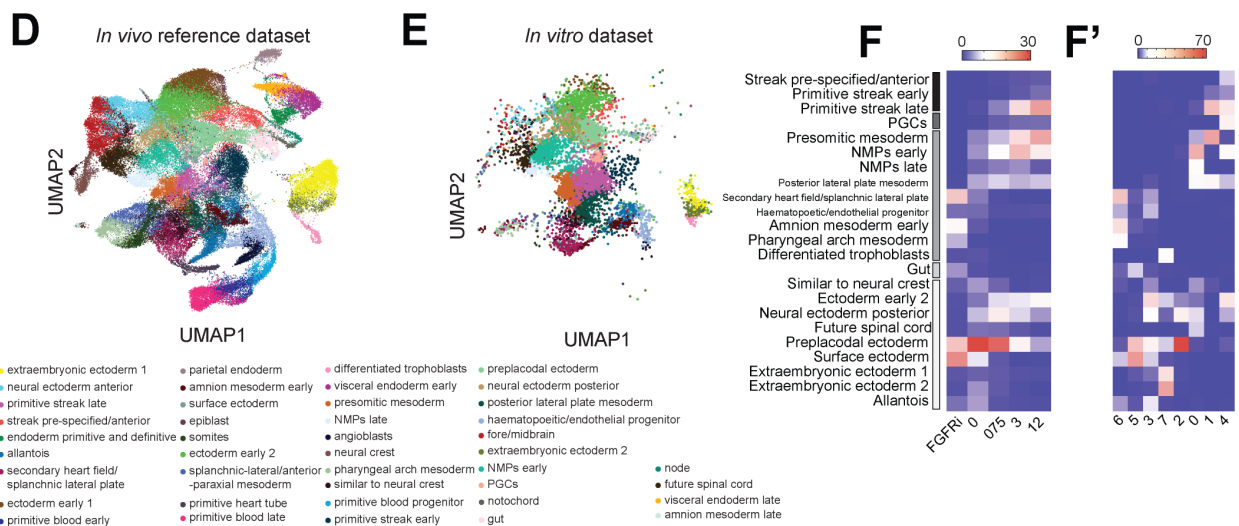 D
In vivo reference dataset
UMAP2
UMAP1
E
In vitro dataset
UMAP2
UMAP1
F
0 30
F’
0 70
Streak pre-specified/anterior
Primitive streak early
Primitive streak late
PGCs
Presomitic mesoderm
NMPs early
NMPs late
Posterior lateral plate mesoderm
Secondary heart field/splanchnic lateral plate
Haematopoetic/endothelial progenitor
Amnion mesoderm early
Pharyngeal arch mesoderm
Differentiated trophoblasts
Gut
Similar to neural crest
Ectoderm early 2
Neural ectoderm posterior
Future spinal cord
Preplacodal ectoderm
Surface ectoderm
Extraembryonic ectoderm 1
Extraembryonic ectoderm 2
Allantois
FGFRi 0 075 3 12
6 5 3 7 2 0 1 4
extraembryonic ectoderm 1
neural ectoderm anterior
primitive streak late
streak pre-specified/anterior
endoderm primitive and definitive
allantois
secondary heart field/
splanchnic lateral plate
ectoderm early 1
primitive blood early
parietal endoderm
amnion mesoderm early
surface ectoderm
epiblast
somites
ectoderm early 2
splanchnic-lateral/anterior
-paraxial mesoderm
primitive heart tube
primitive blood late
differentiated trophoblasts
visceral endoderm early
presomitic mesoderm
NMPs late
angioblasts
neural crest
pharyngeal arch mesoderm
similar to neural crest
primitive blood progenitor
primitive streak early
preplacodal ectoderm
neural ectoderm posterior
posterior lateral plate mesoderm
haematopoeitic/endothelial progenitor
fore/midbrain
extraembryonic ectoderm 2
NMPs early
PGCs
notochord
gut
node
future spinal cord
visceral endoderm late
amnion mesoderm late